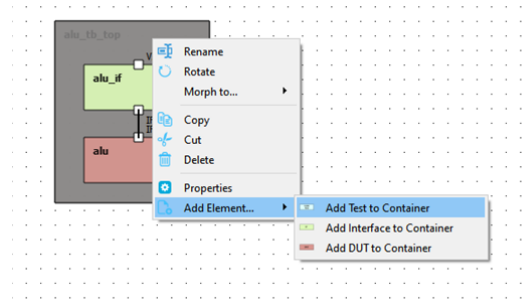 alu_tb_top
V
alu_if
alu
Rename
Rotate
Morph to...
Copy
Cut
Delete
Properties
Add Element...
Add Test to Container
Add Interface to Container
Add DUT to Container